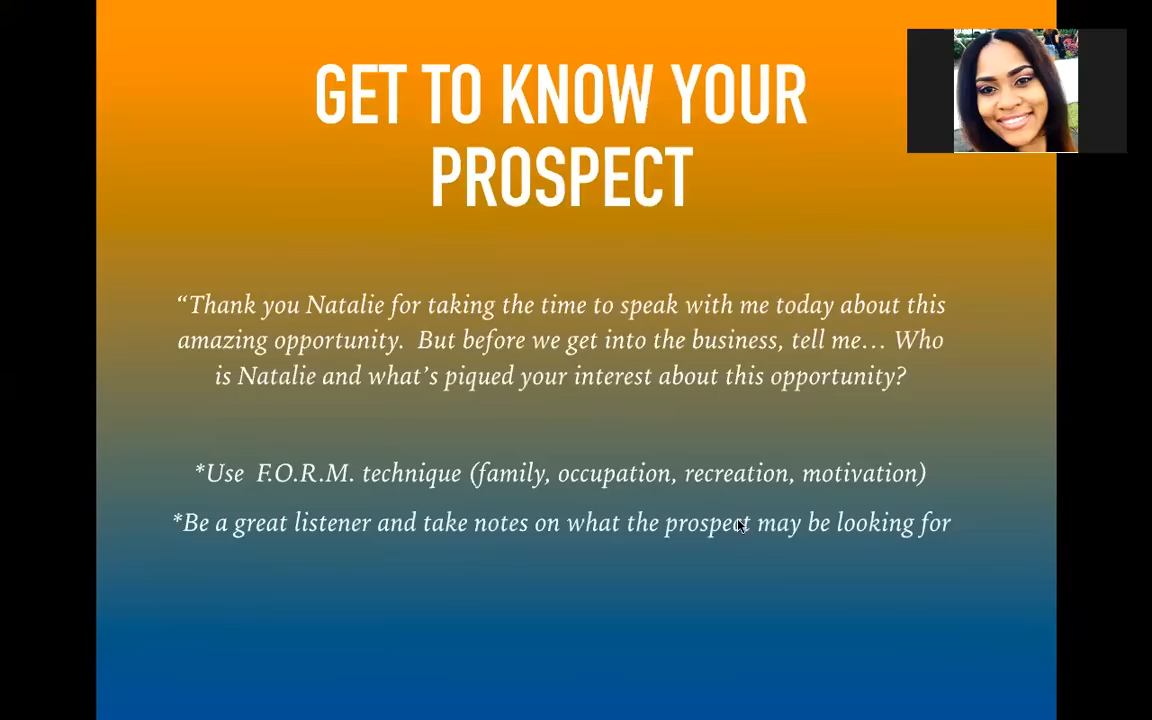 GET TO KNOW YOUR
PROSPECT
“Thank you Natalie for taking the time to speak with me today about this
amazing opportunity.  But before we get into the business, tell me… Who
is Natalie and what’s piqued your interest about this opportunity?
*Use  F.O.R.M. technique (family, occupation, recreation, motivation)
*Be a great listener and take notes on what the prospect may be looking for